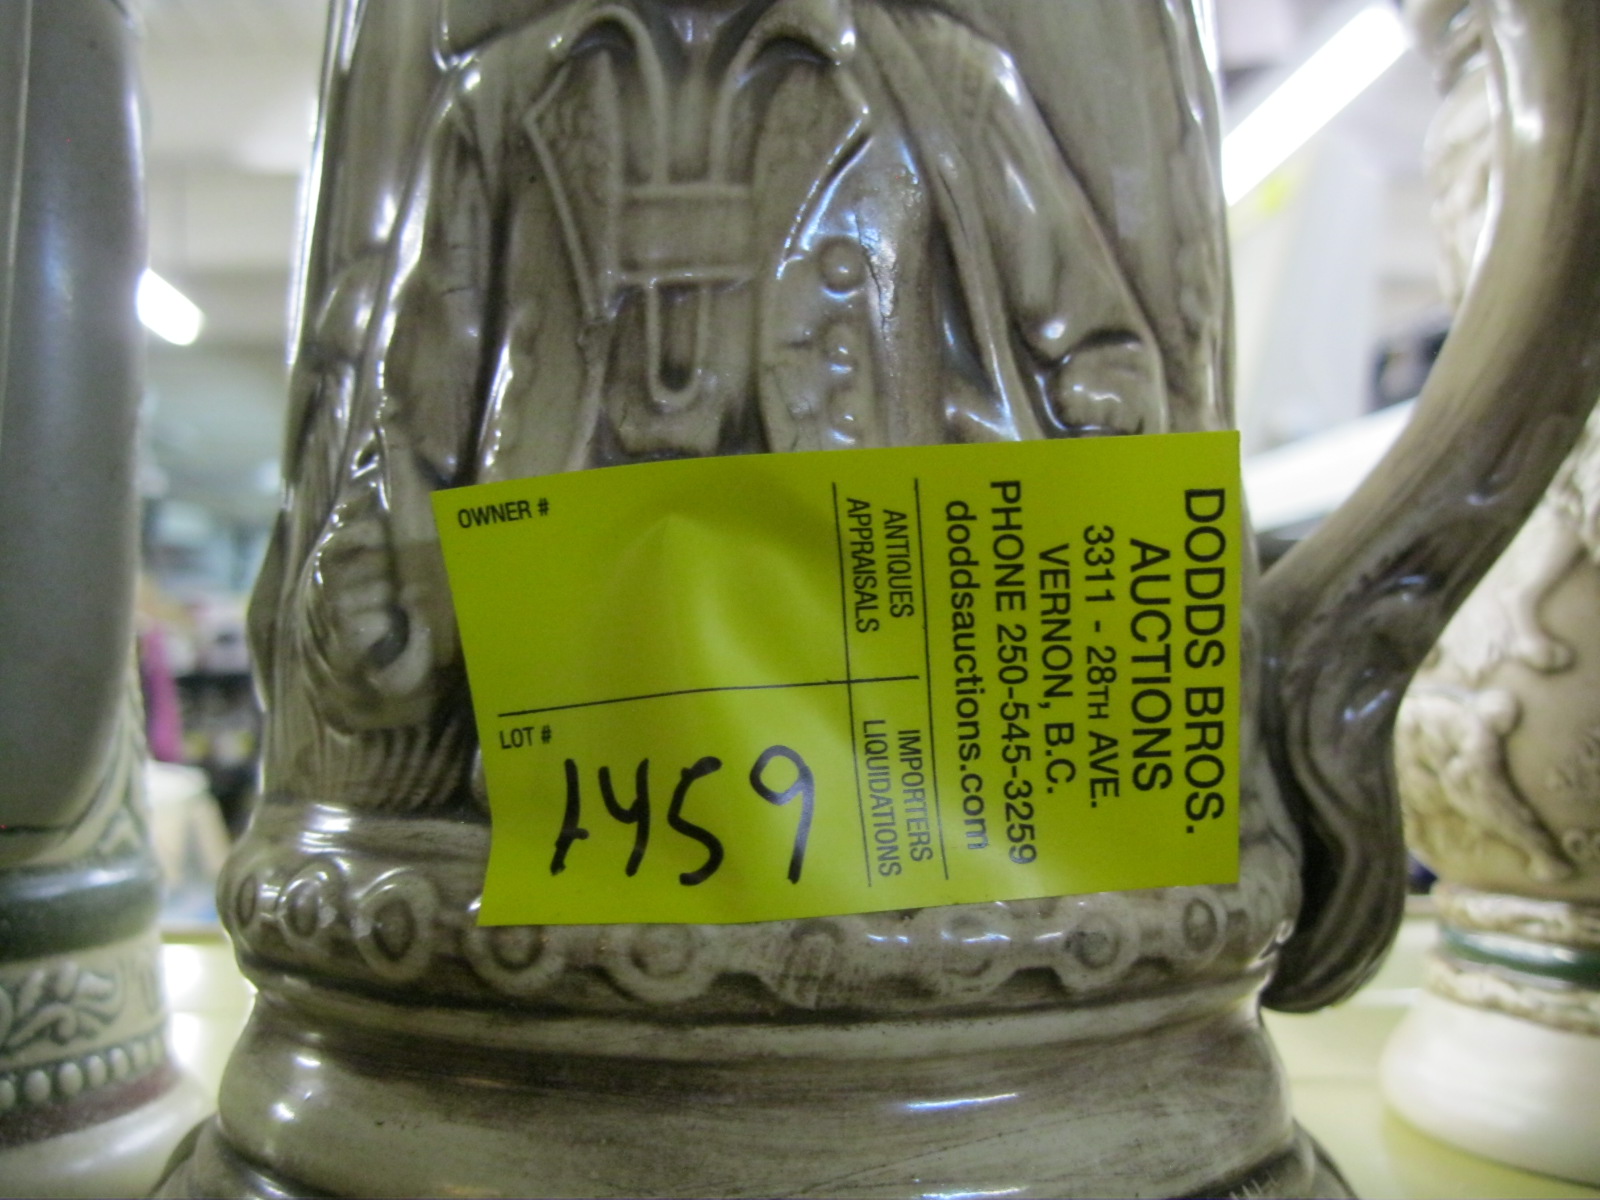 DODDS BROS.
AUCTIONS
3311 - 28TH AVE.
VERNON, B.C.
PHONE 250-545-3259
doddsauctions.com
ANTIQUES
APPRAISALS
IMPORTERS
LIQUIDATIONS
OWNER #
LOT #
1459